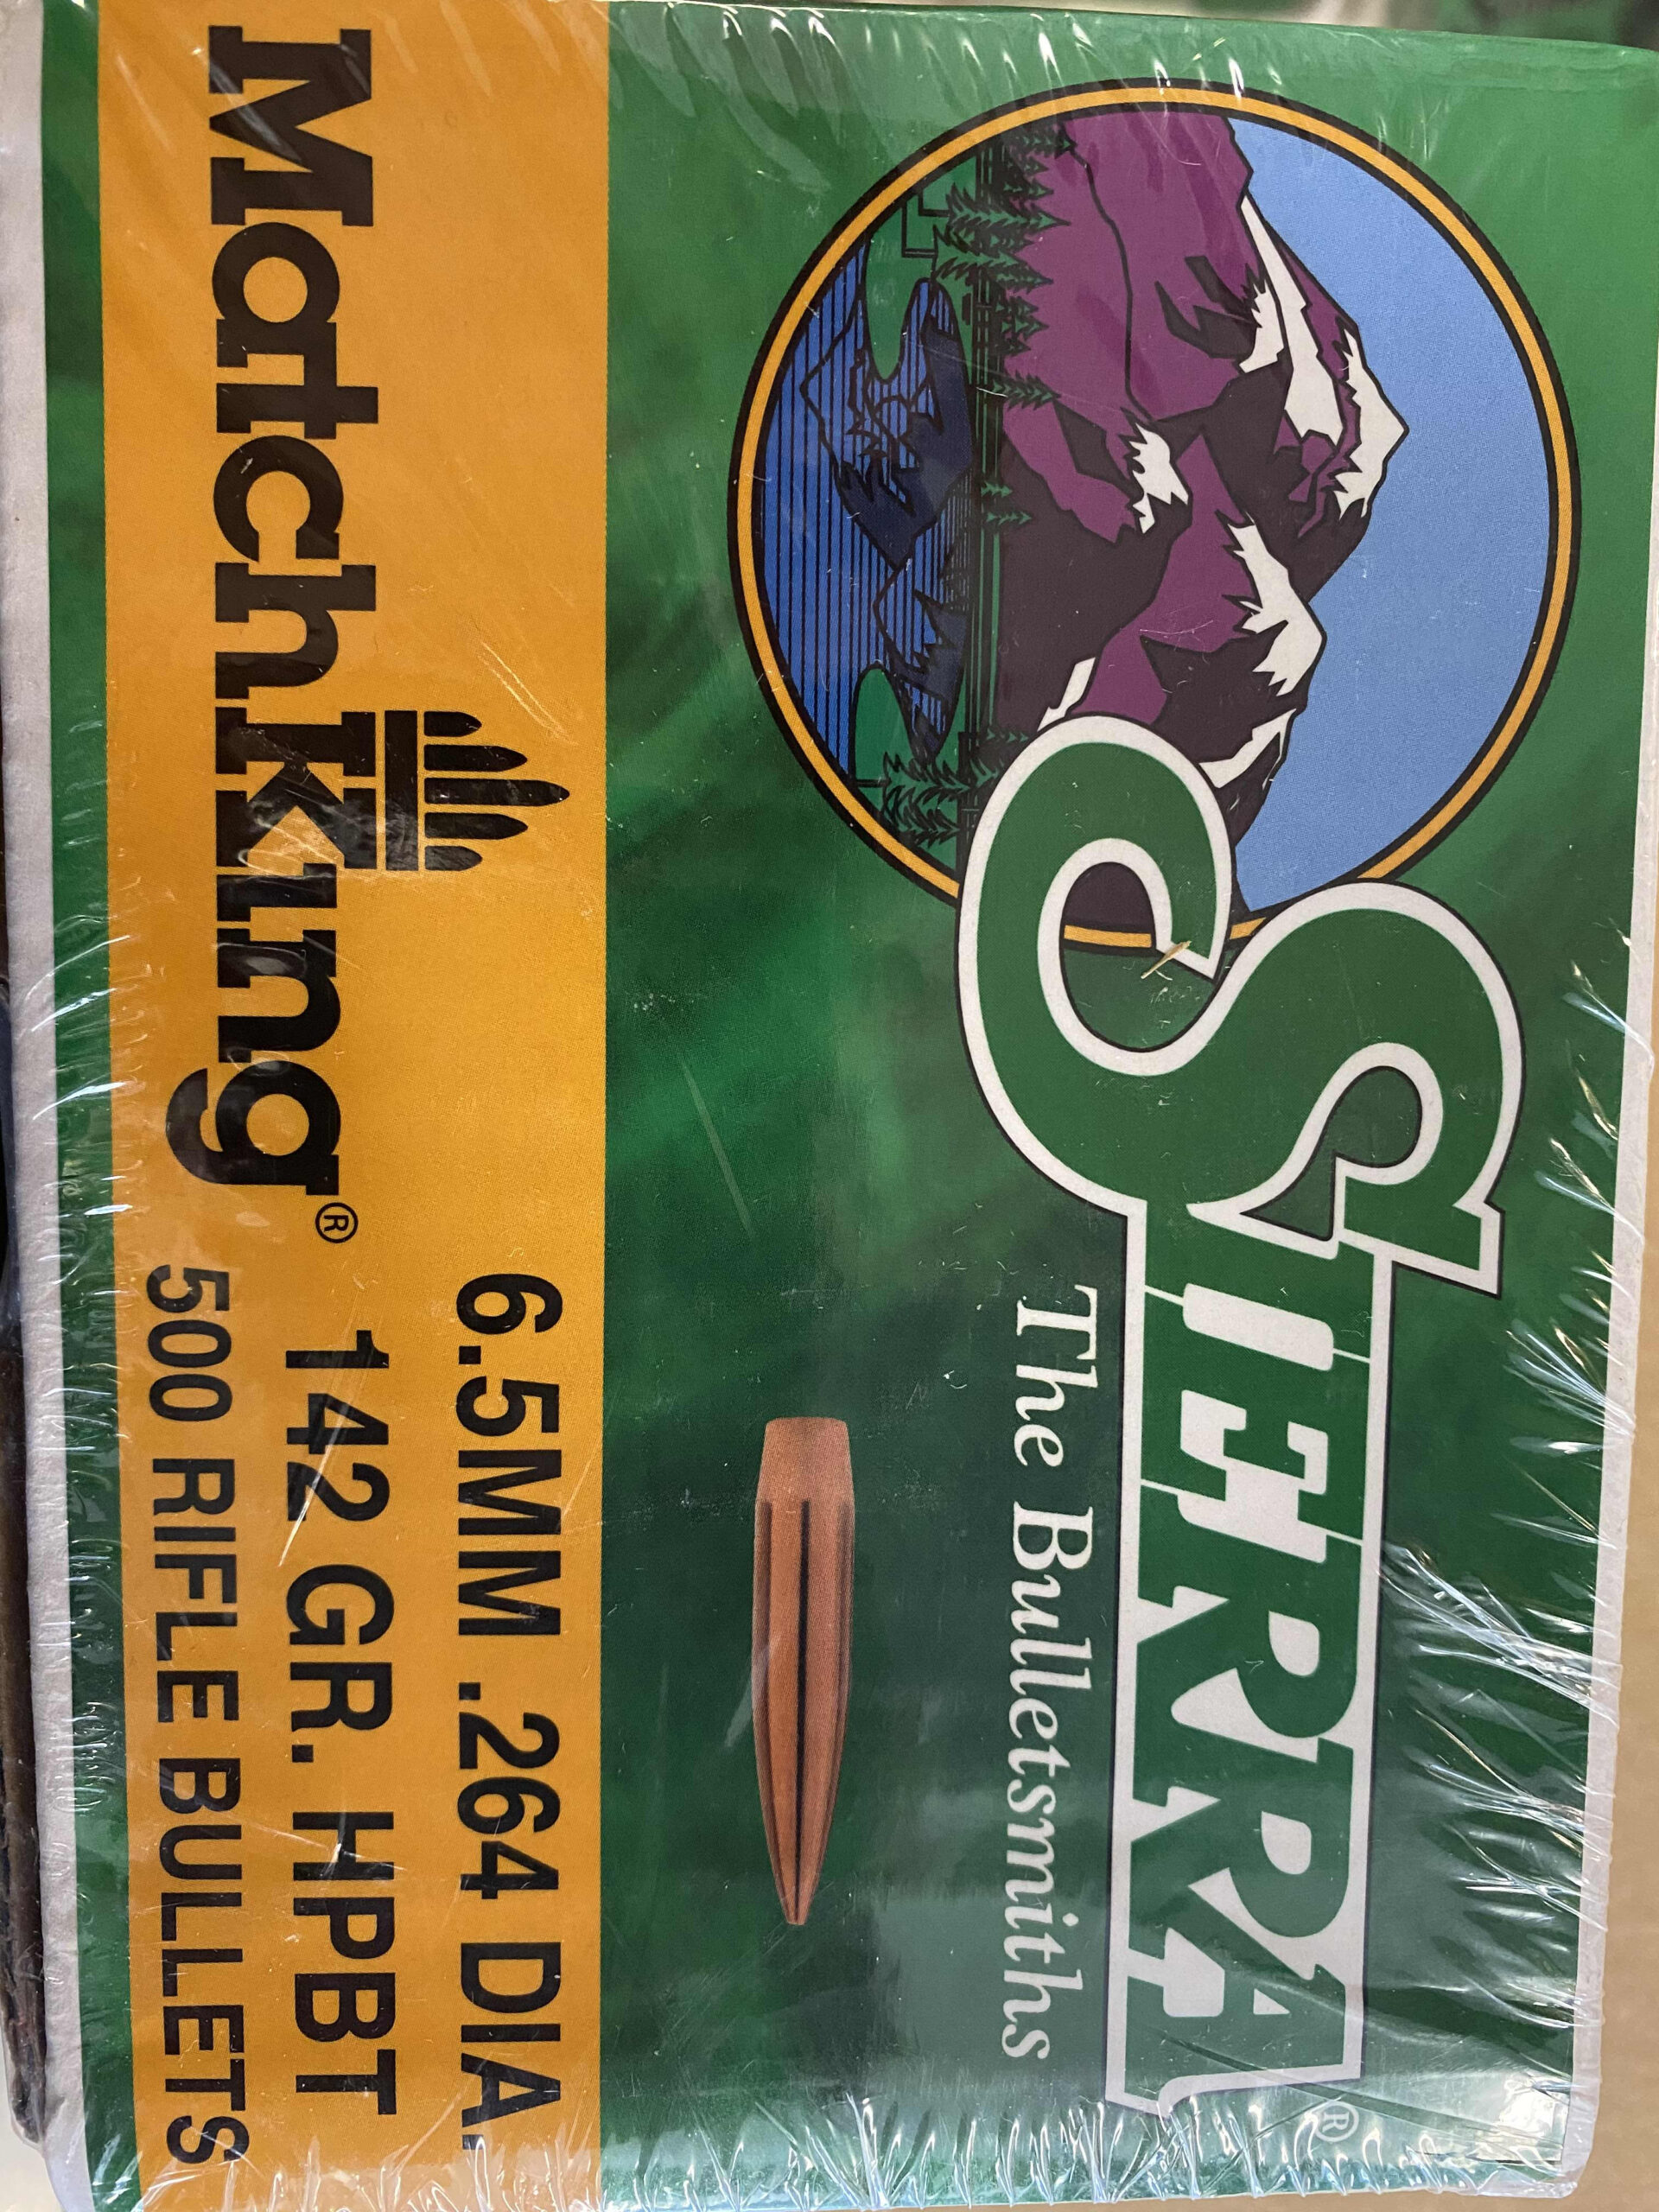 SIERRA®
The Bulletsmiths
MatchKing®
6.5MM .264 DIA.
142 GR. HPBT
500 RIFLE BULLETS